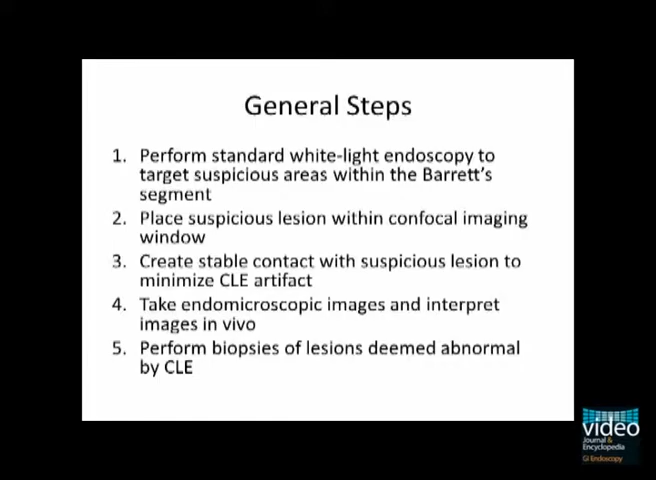 General Steps
1. Perform standard white-light endoscopy to
target suspicious areas within the Barrett's
segment
2. Place suspicious lesion within confocal imaging
window
3. Create stable contact with suspicious lesion to
minimize CLE artifact
4. Take endomicroscopic images and interpret
images in vivo
5. Perform biopsies of lesions deemed abnormal
by CLE
video
Journal &
Encyclopedia
GI Endoscopy